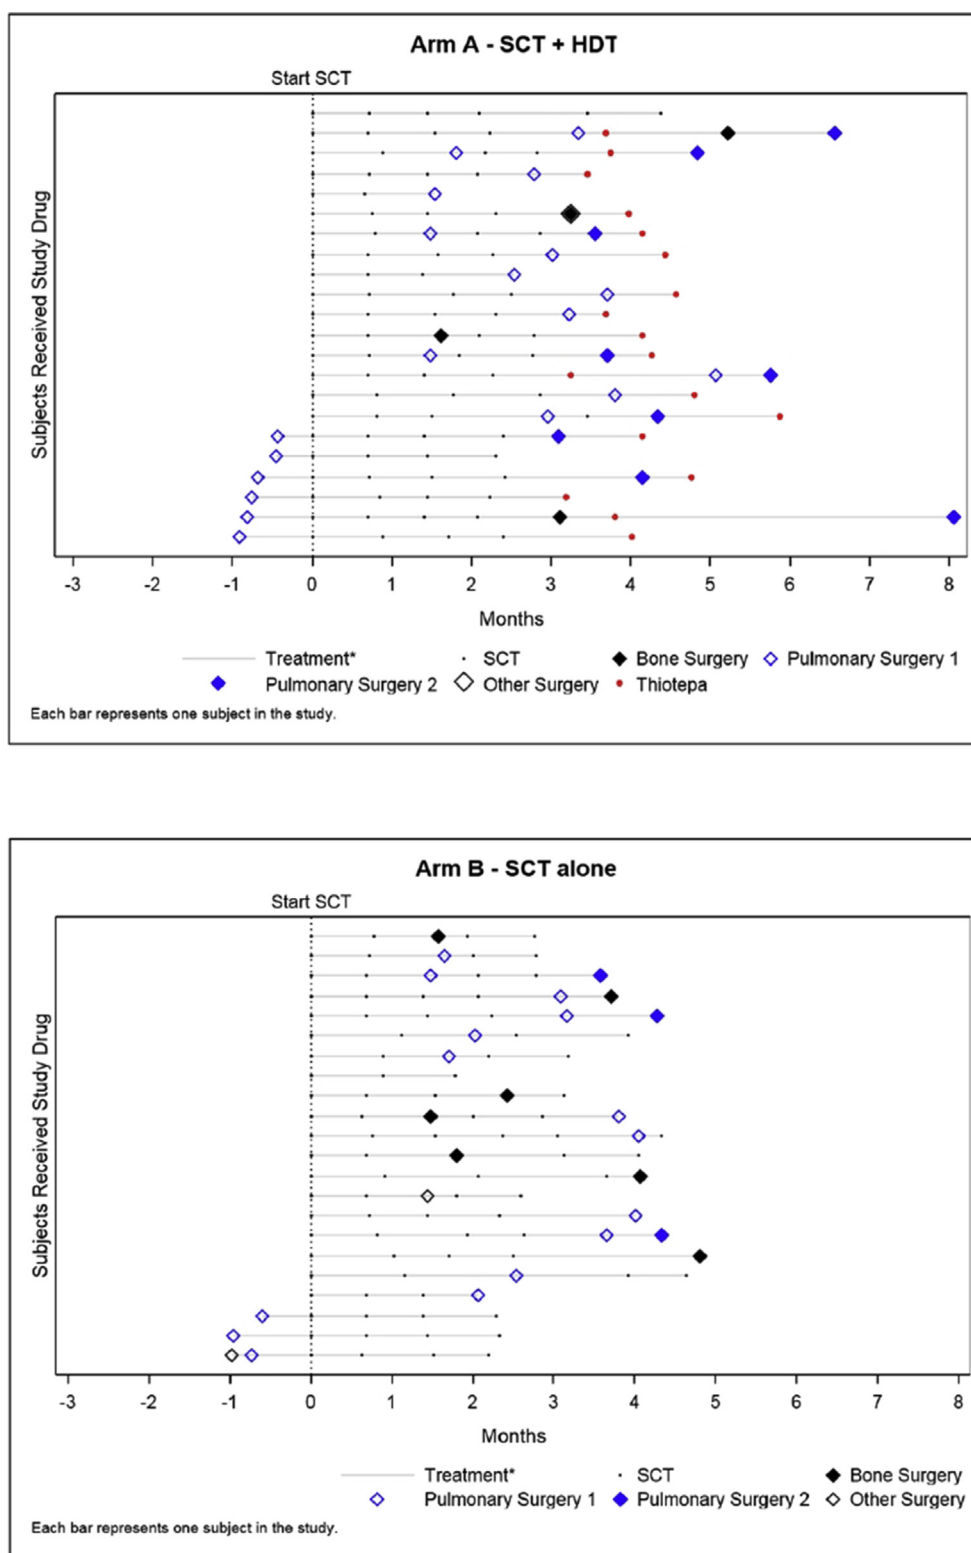 Arm A - SCT + HDT
Start SCT
Subjects Received Study Drug
-3 -2 -1 0 1 2 3 4 5 6 7 8
Months
Treatment* SCT Bone Surgery Pulmonary Surgery 1
Pulmonary Surgery 2 Other Surgery Thiotepa
Each bar represents one subject in the study.
Arm B - SCT alone
Start SCT
Subjects Received Study Drug
-3 -2 -1 0 1 2 3 4 5 6 7 8
Months
Treatment* SCT Bone Surgery
Pulmonary Surgery 1 Pulmonary Surgery 2 Other Surgery
Each bar represents one subject in the study.